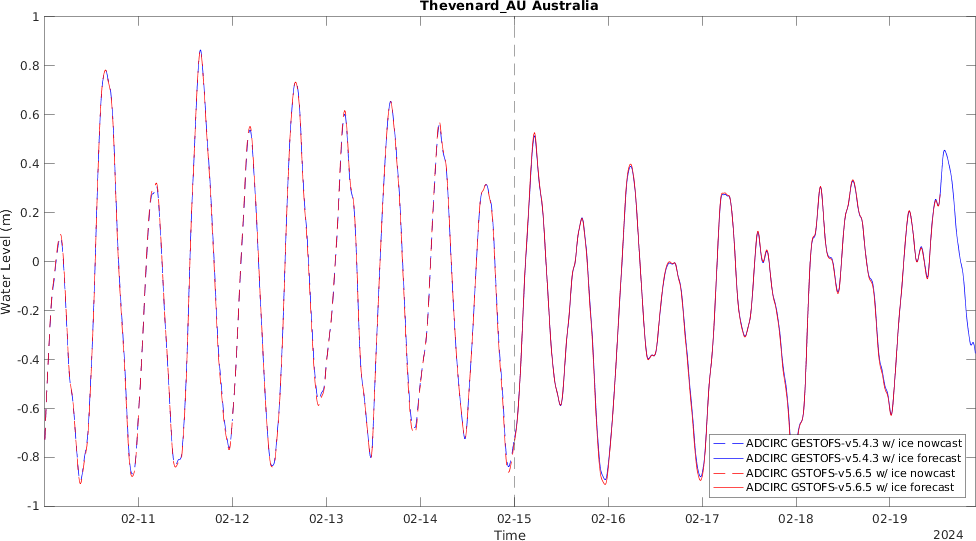 Thevenard_AU Australia
1
0.8
0.6
0.4
0.2
0
-0.2
-0.4
-0.6
-0.8
-1
Water Level (m)
ADCIRC GESTOFS-v5.4.3 w/ ice nowcast
ADCIRC GESTOFS-v5.4.3 w/ ice forecast
ADCIRC GSTOFS-v5.6.5 w/ ice nowcast
ADCIRC GSTOFS-v5.6.5 w/ ice forecast
02-11 02-12 02-13 02-14 02-15 02-16 02-17 02-18 02-19
Time
2024